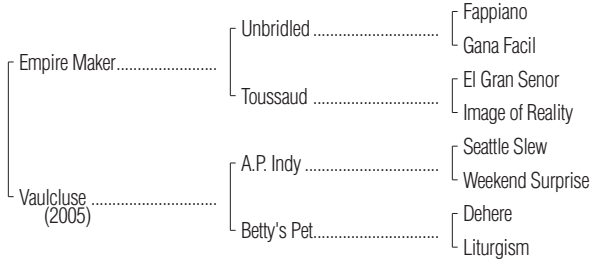 Fappiano
Unbridled ................................
Gana Facil
Empire Maker.........................
El Gran Senor
Toussaud ................................
Image of Reality
Seattle Slew
A.P. Indy ..................................
Weekend Surprise
Vaulcluse ................................
(2005)
Dehere
Betty's Pet................................
Liturgism